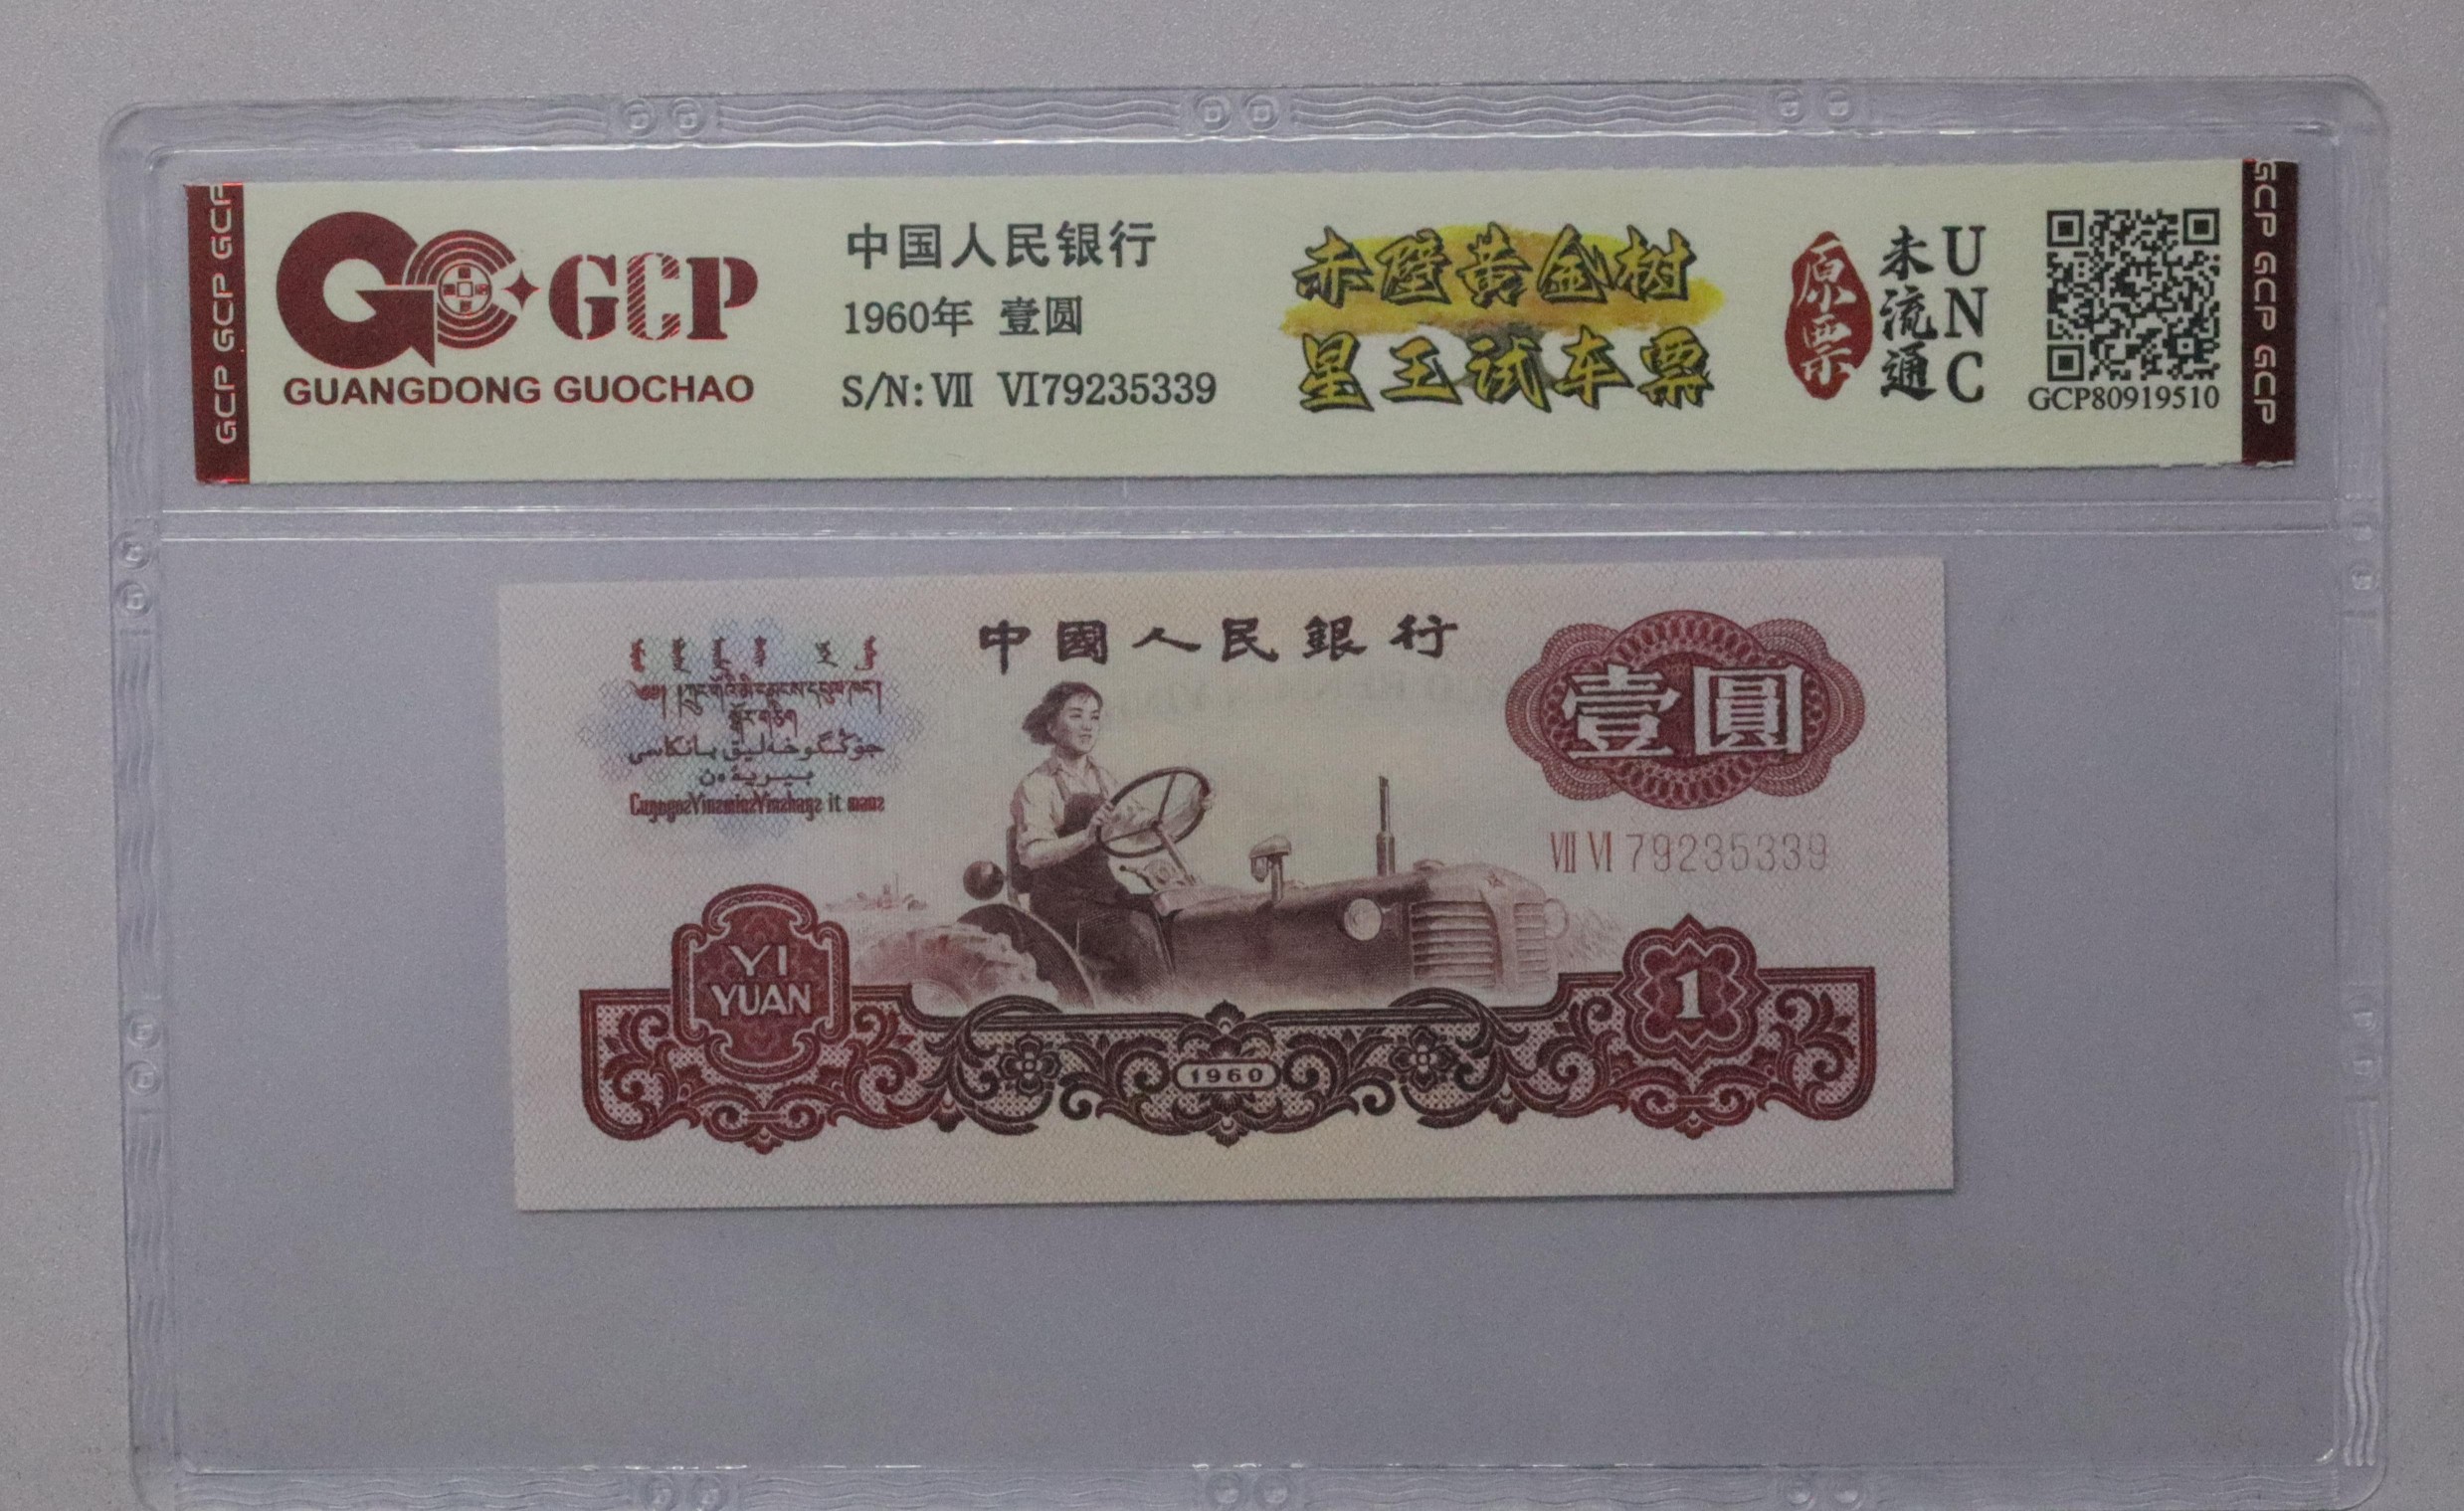 GCP GCP GCP
GCP
GUANGDONG GUOCHAO
中国人民银行
1960年 壹圆
S/N: Ⅶ Ⅵ79235339
赤壁黄金树
星王试车票
原票
未流通
UNC
GCP80919510
GCP GCP GCP
中國人民銀行
壹圓
Ⅶ Ⅵ 79235339
YI
YUAN
1960
1